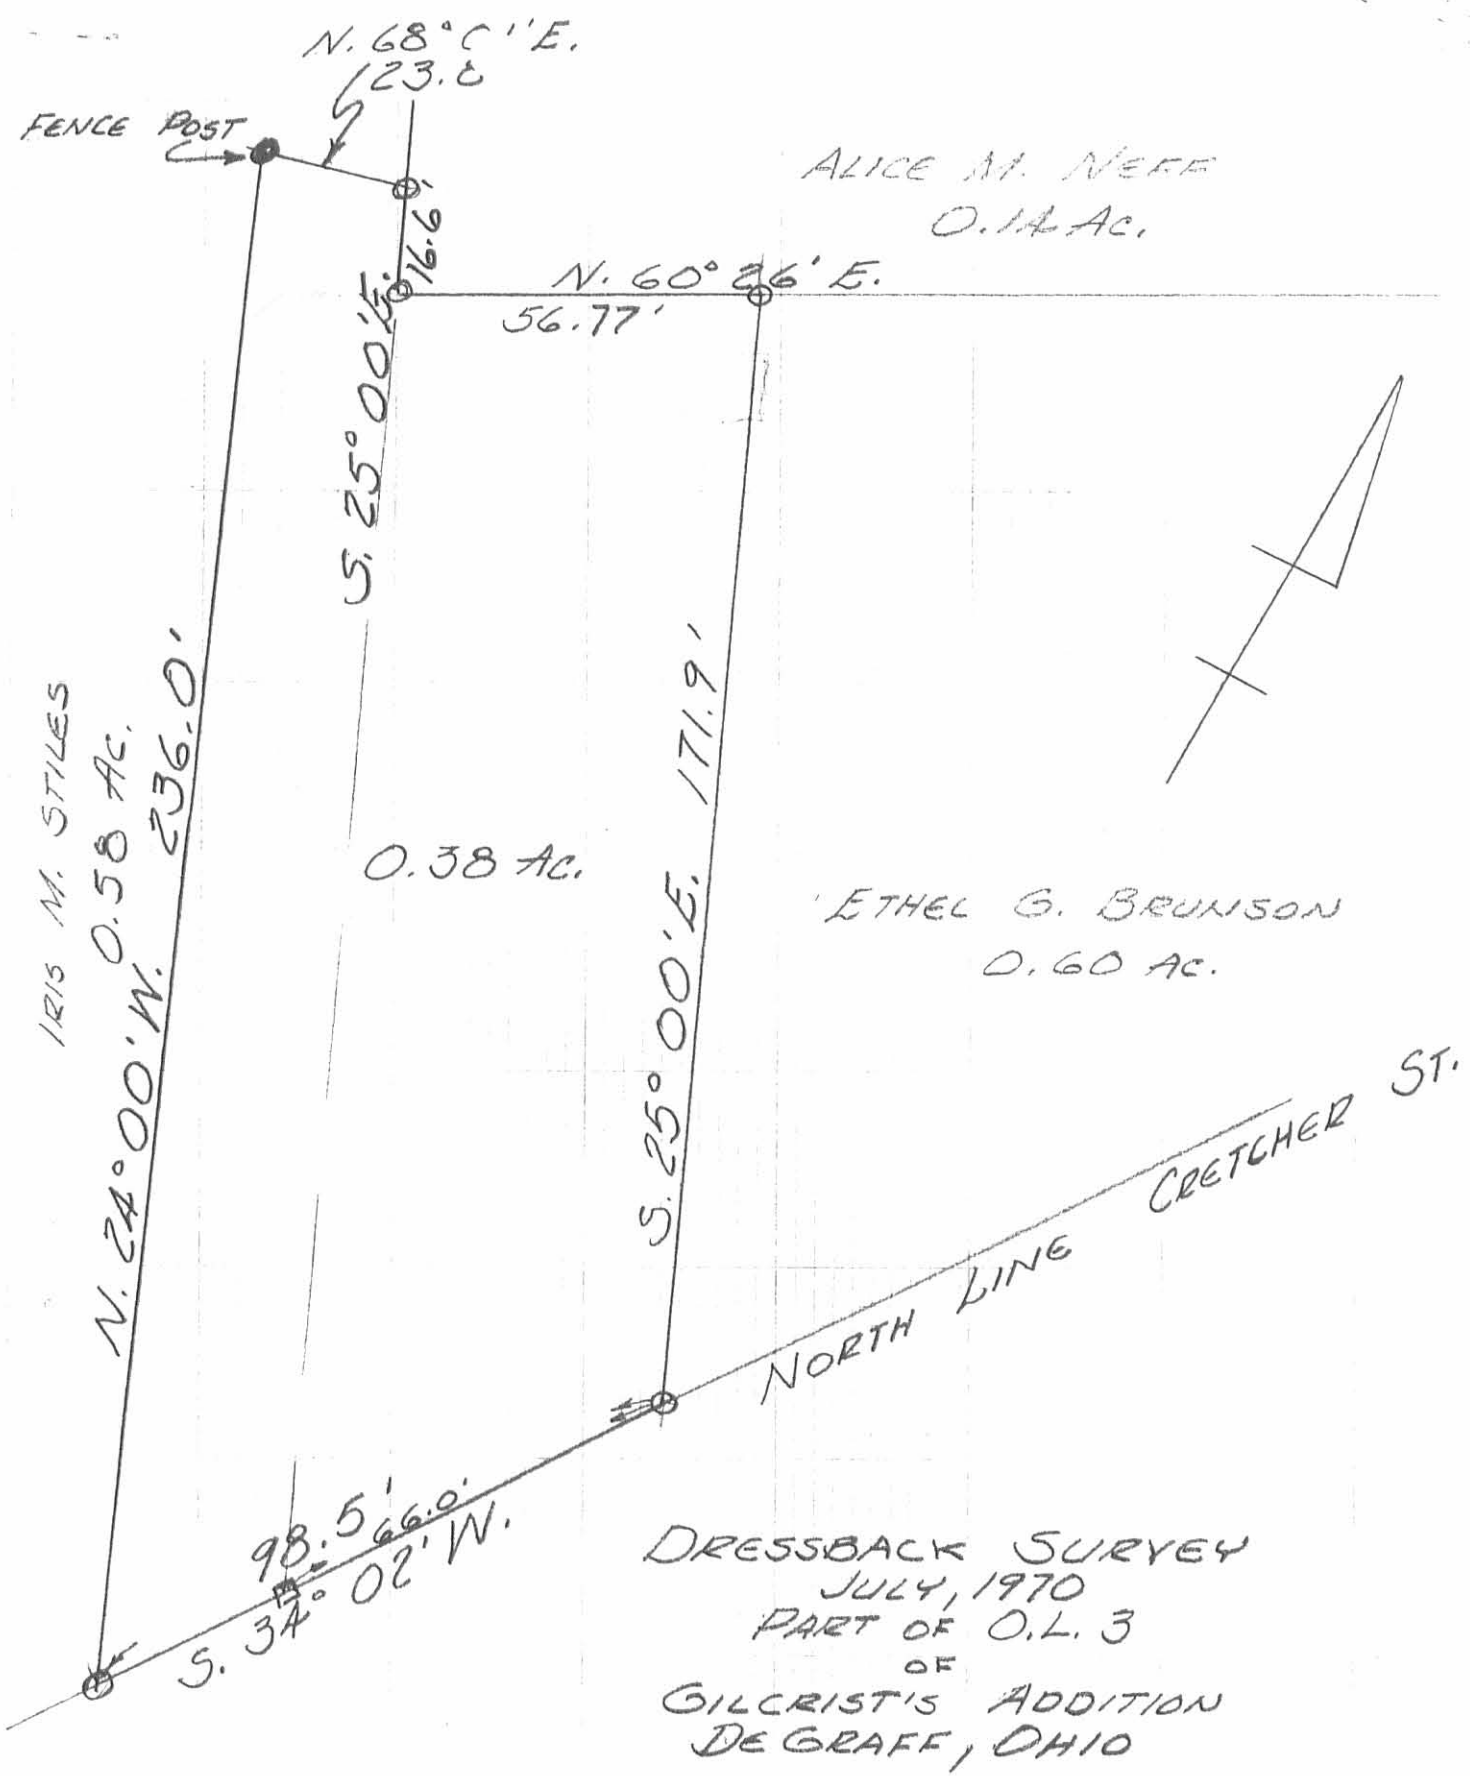 N. 68° ' E.
123.
FENCE POST
16.6'
ALICE M. NEFF
0.14 Ac.
N. 60° 26' E.
56.77'
S. 25° 00' E.
IRIS M. STILES
0.58 Ac.
N. 24° 00' W. 236.0'
0.38 Ac.
S. 25° 00' E. 171.9'
ETHEL G. BRUNSON
0.60 Ac.
NORTH LINE CRETCHER ST.
98.5'
66.0'
S. 34° 02' W.
DRESSBACK SURVEY
JULY, 1970
PART OF O.L. 3
OF
GILCRIST'S ADDITION
DE GRAFF, OHIO